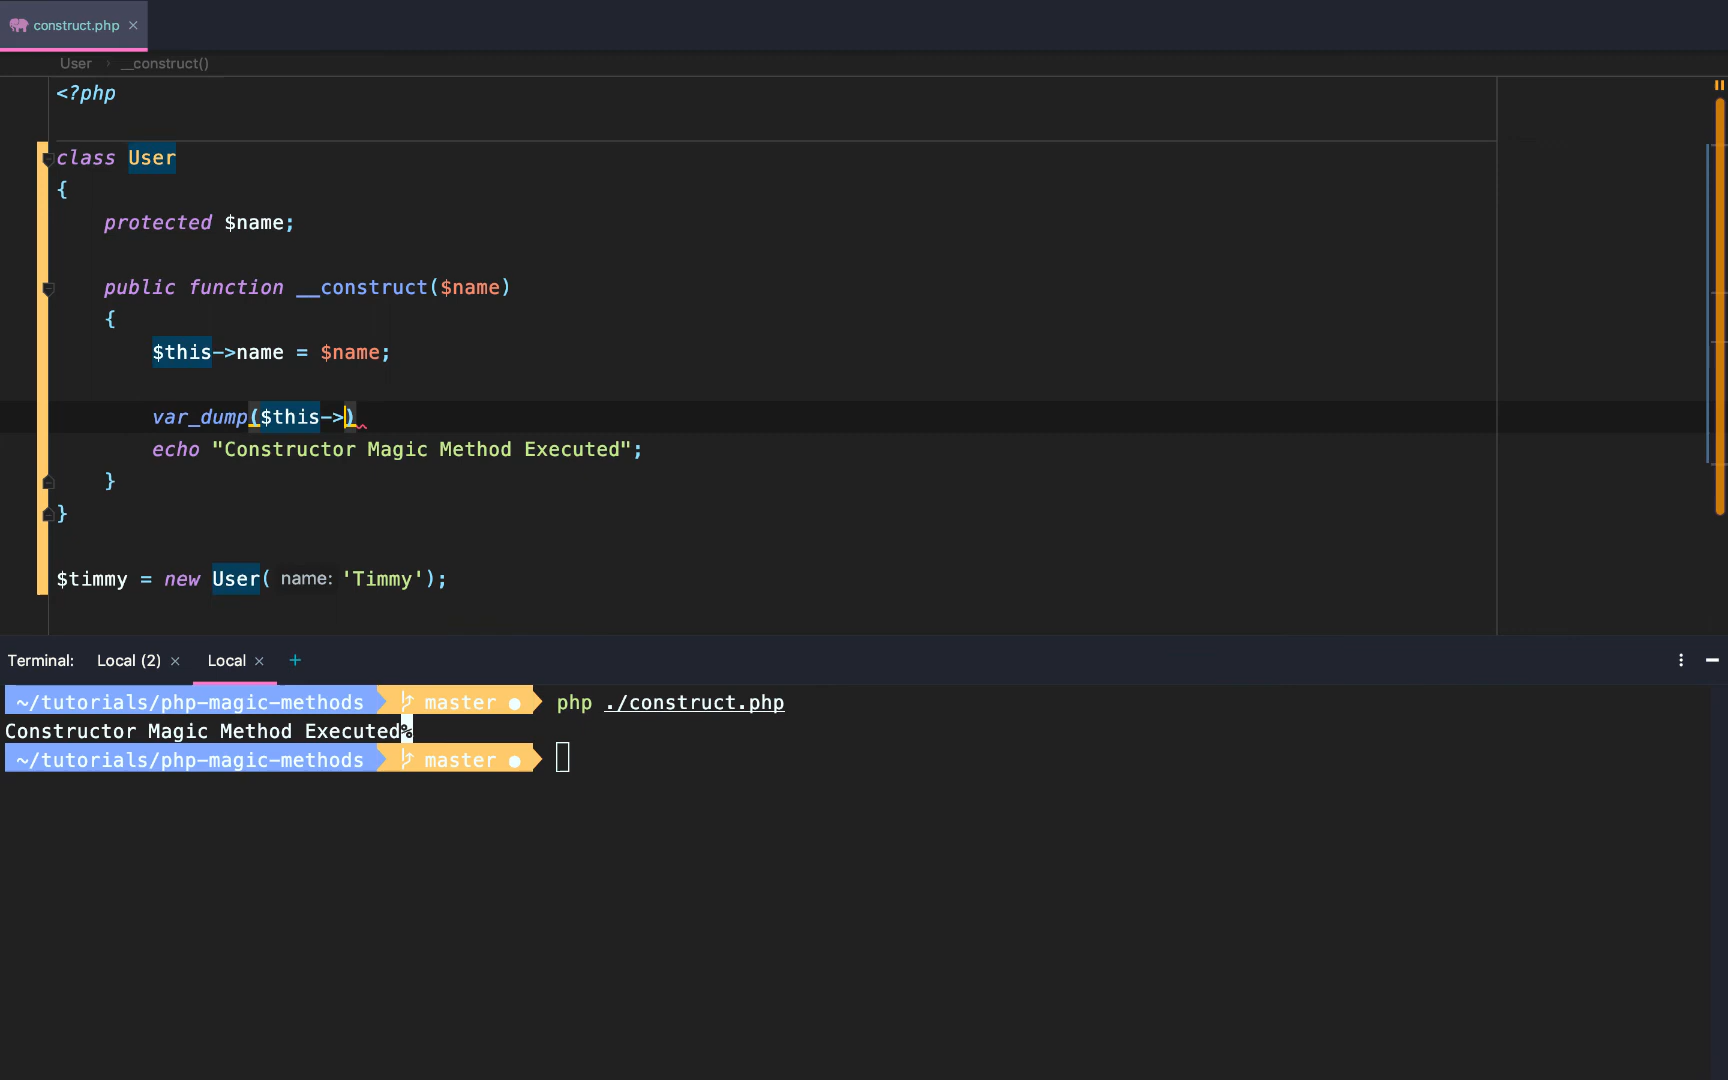 construct.php ×
User › __construct()
<?php
class User
{
protected $name;
public function __construct($name)
{
$this->name = $name;
var_dump($this->)
echo "Constructor Magic Method Executed";
}
}
$timmy = new User( name: 'Timmy');
Terminal: Local (2) × Local × +
~/tutorials/php-magic-methods master ● php ./construct.php
Constructor Magic Method Executed%
~/tutorials/php-magic-methods master ●